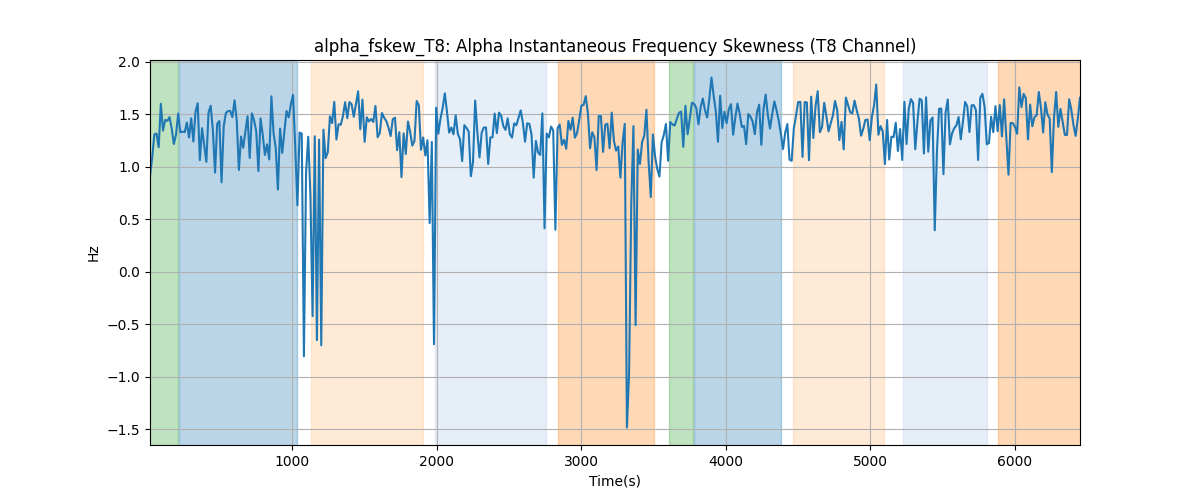 alpha_fskew_T8: Alpha Instantaneous Frequency Skewness (T8 Channel)
2.0
1.5
1.0
0.5
0.0
−0.5
−1.0
−1.5
Hz
1000 2000 3000 4000 5000 6000
Time(s)